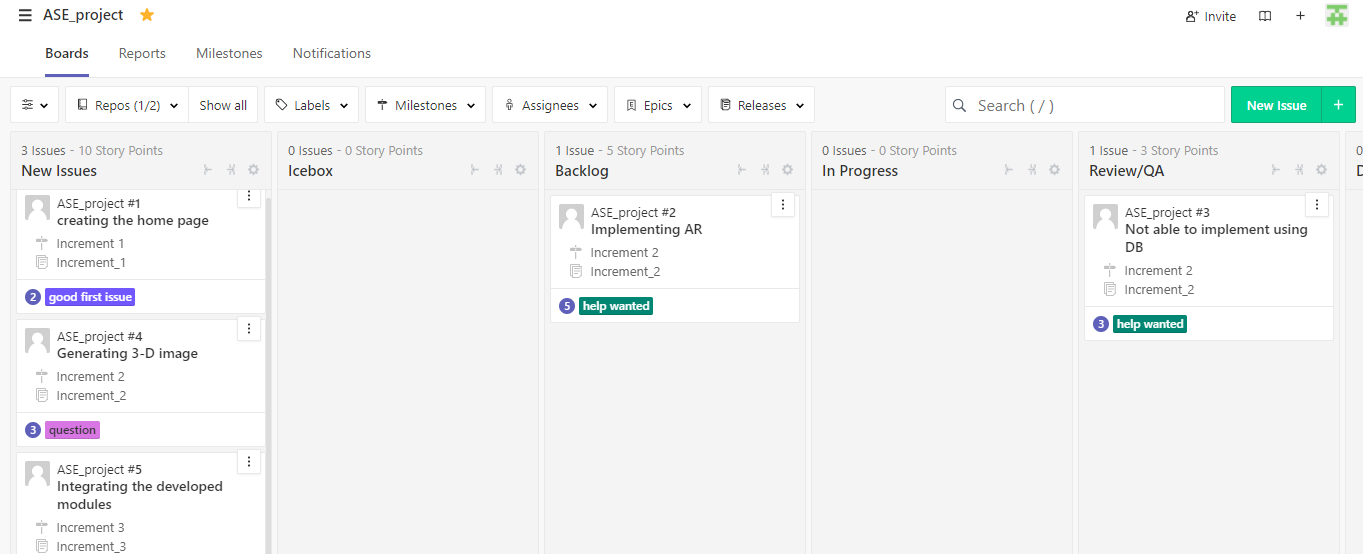 ASE_project
Invite
Boards Reports Milestones Notifications
Repos (1/2) Show all Labels Milestones Assignees Epics Releases Search ( / ) New Issue +
3 Issues - 10 Story Points
New Issues
ASE_project #1
creating the home page
Increment 1
Increment_1
2 good first issue
ASE_project #4
Generating 3-D image
Increment 2
Increment_2
3 question
ASE_project #5
Integrating the developed
modules
Increment 3
Increment_3
0 Issues - 0 Story Points
Icebox
1 Issue - 5 Story Points
Backlog
ASE_project #2
Implementing AR
Increment 2
Increment_2
5 help wanted
0 Issues - 0 Story Points
In Progress
1 Issue - 3 Story Points
Review/QA
ASE_project #3
Not able to implement using
DB
Increment 2
Increment_2
3 help wanted
0
D